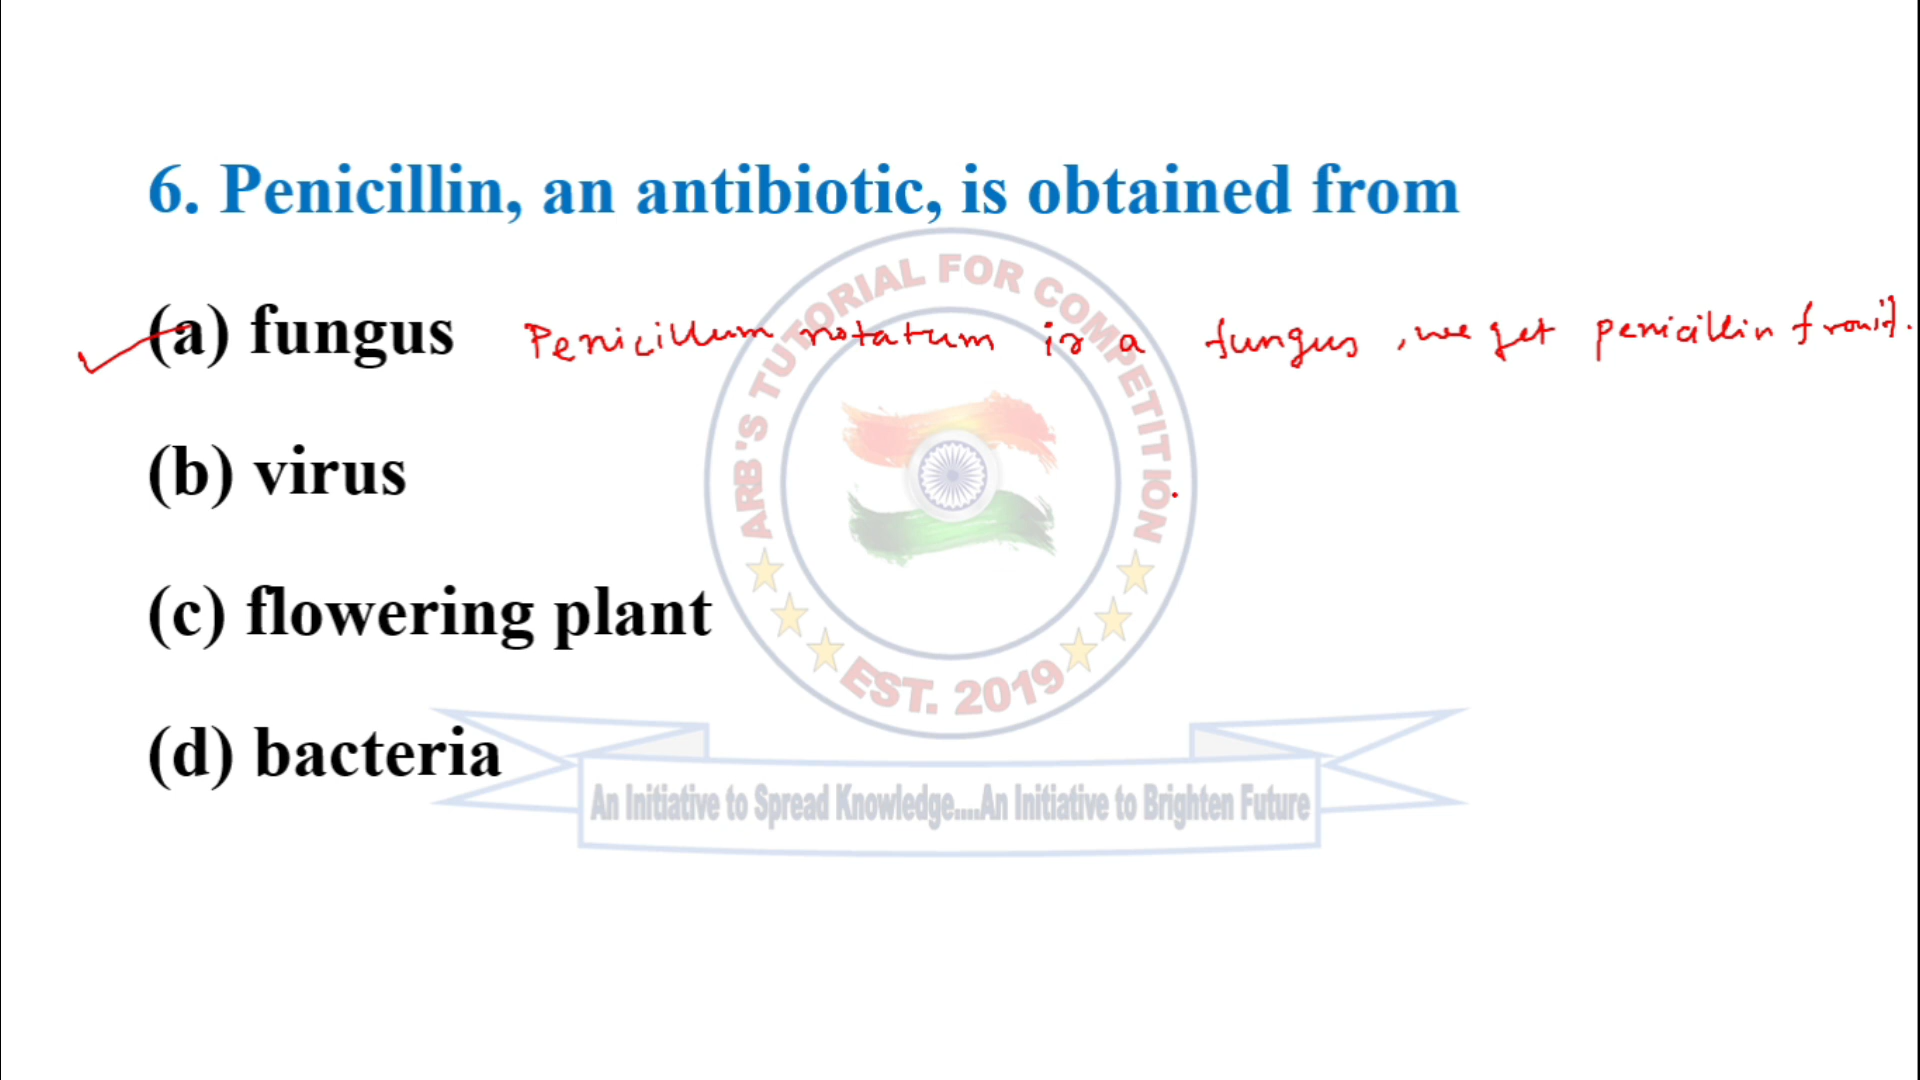 6. Penicillin, an antibiotic, is obtained from
(a) fungus Penicillum notatum is a fungus, we get penicillin from it.
(b) virus
(c) flowering plant
(d) bacteria
ARB'S TUTORIAL FOR COMPETITION
EST. 2019
An Initiative to Spread Knowledge....An Initiative to Brighten Future